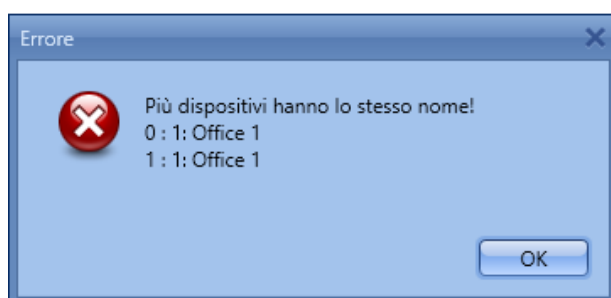 Errore
Più dispositivi hanno lo stesso nome!
0 : 1: Office 1
1 : 1: Office 1
OK